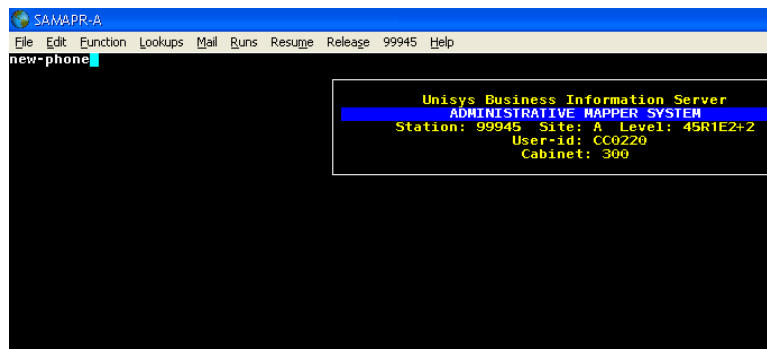 SAMAPR-A
File Edit Function Lookups Mail Runs Resume Release 99945 Help
new-phone
Unisys Business Information Server
ADMINISTRATIVE MAPPER SYSTEM
Station: 99945 Site: A Level: 45R1E2+2
User-id: CC0220
Cabinet: 300